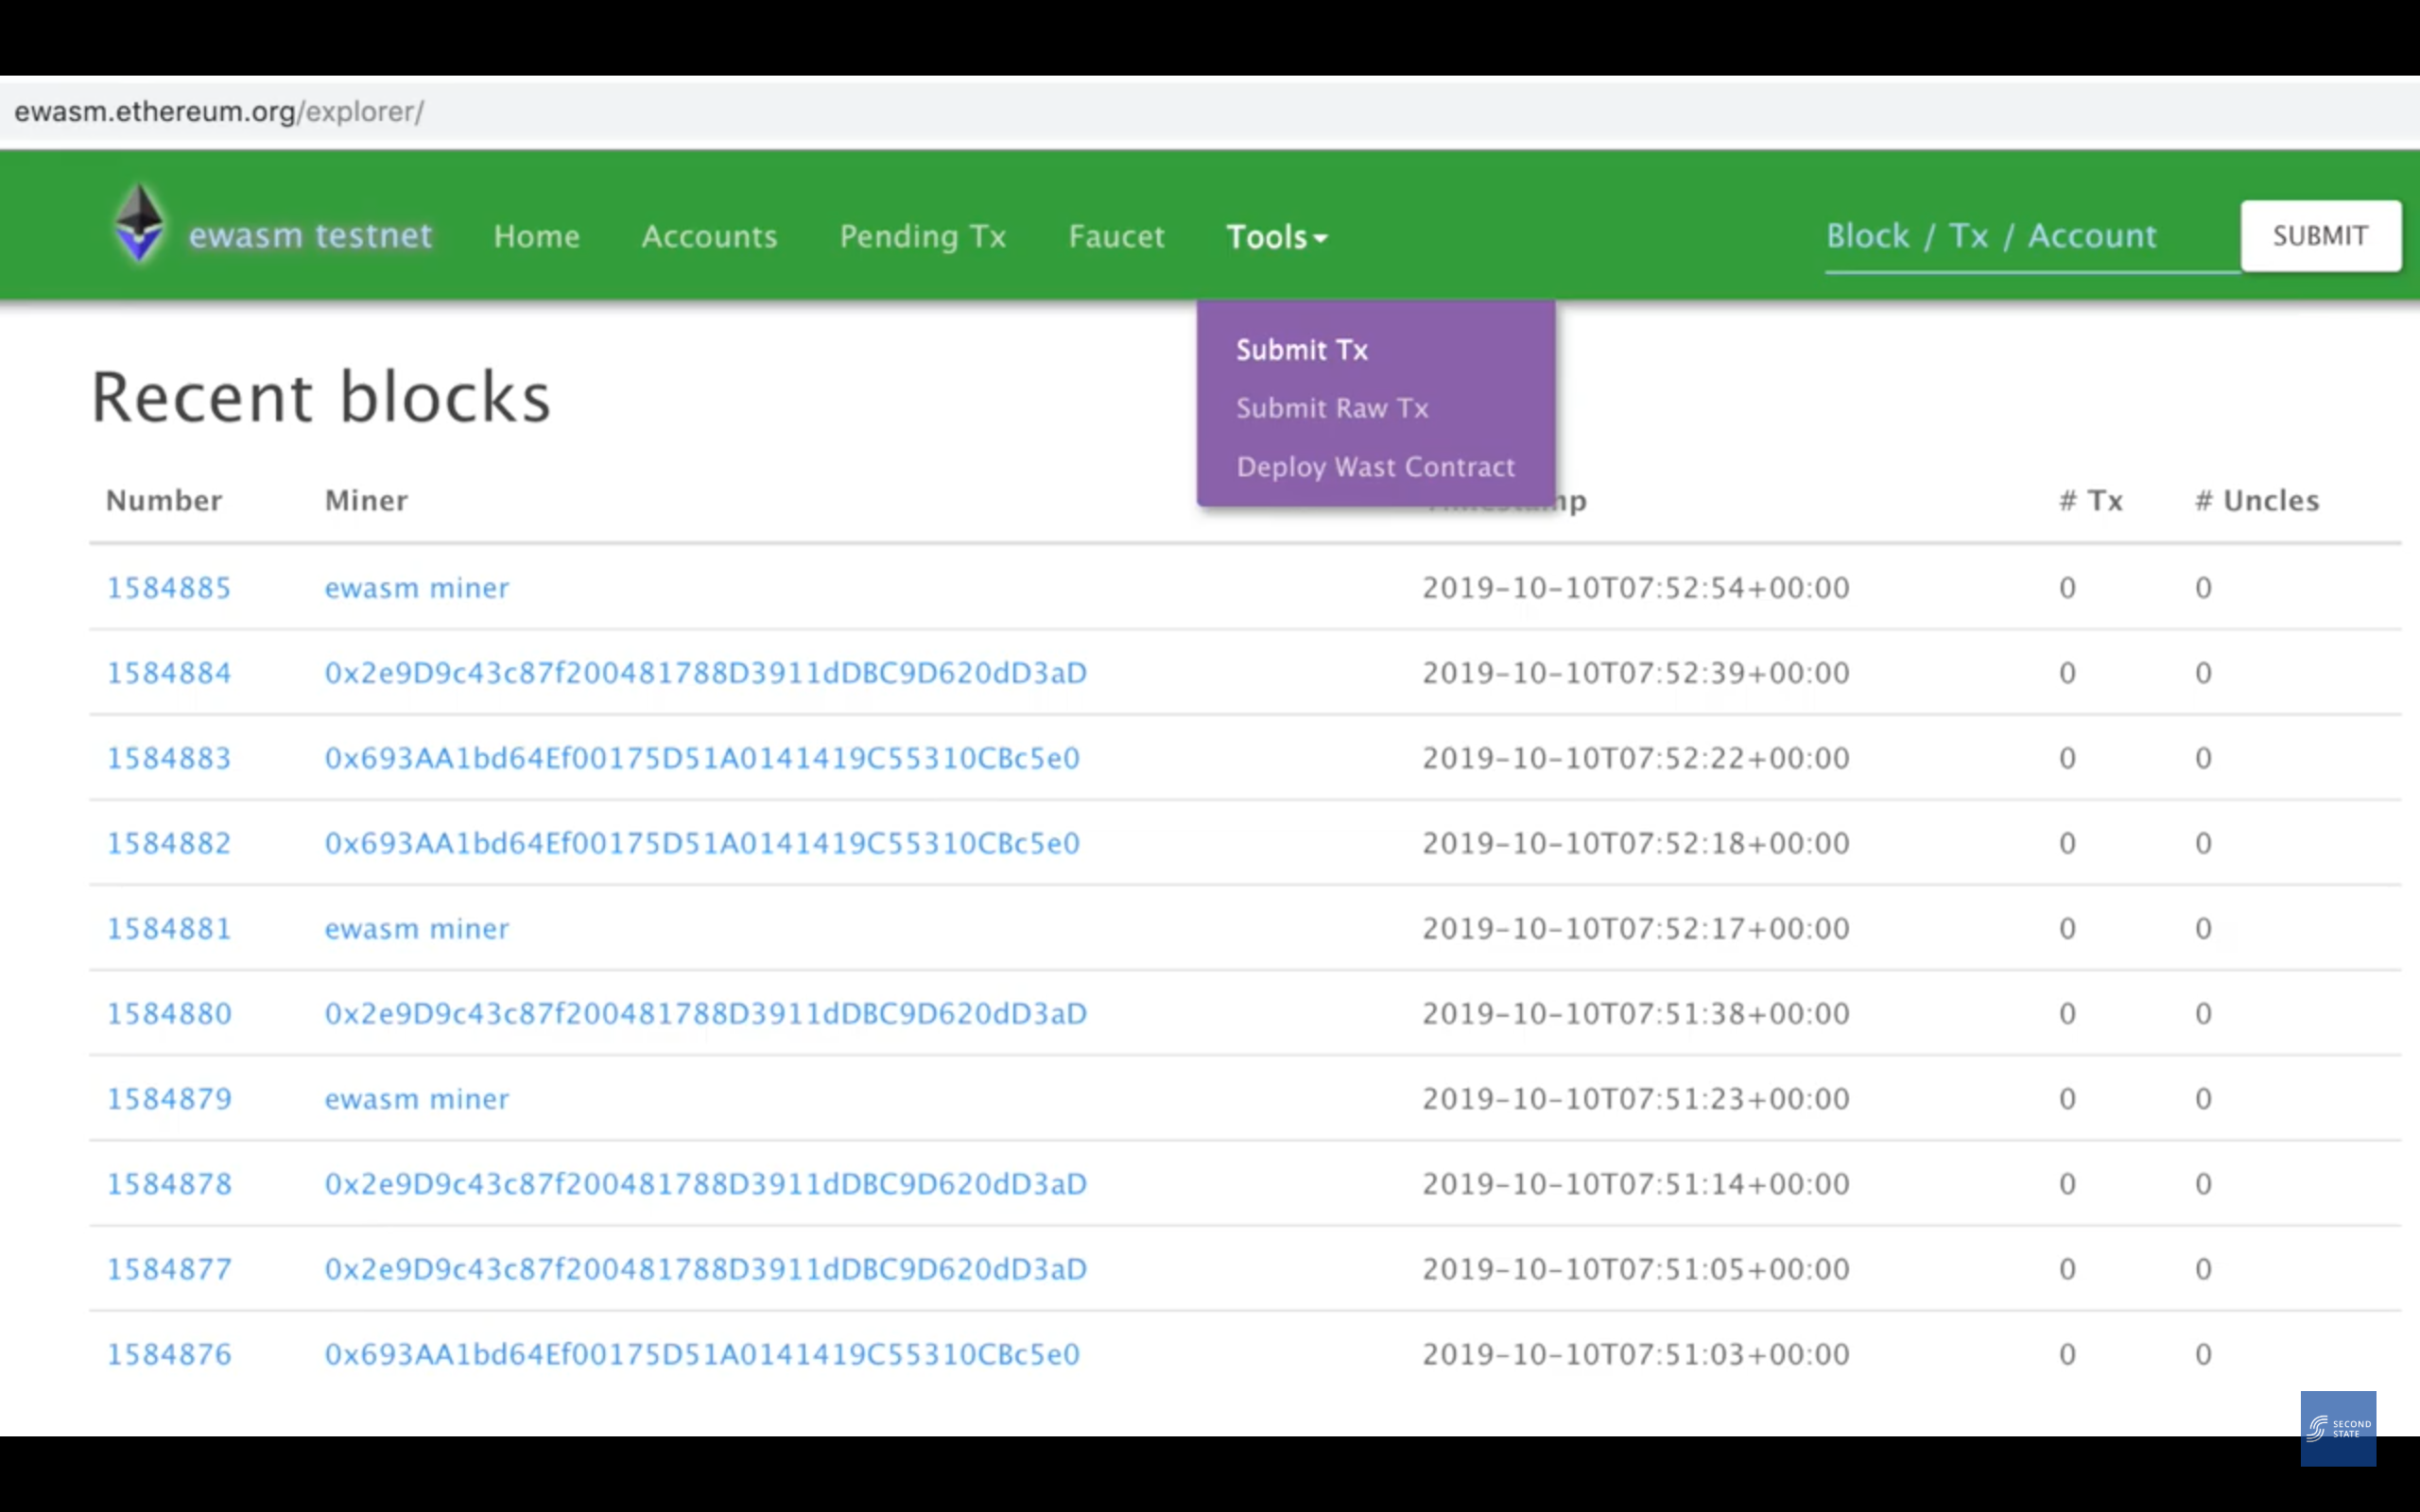 ewasm.ethereum.org/explorer/
ewasm testnet Home Accounts Pending Tx Faucet Tools Block / Tx / Account SUBMIT
Submit Tx
Submit Raw Tx
Deploy Wast Contract
Recent blocks
Number Miner Timestamp # Tx # Uncles
1584885 ewasm miner 2019-10-10T07:52:54+00:00 0 0
1584884 0x2e9D9c43c87f200481788D3911dDBC9D620dD3aD 2019-10-10T07:52:39+00:00 0 0
1584883 0x693AA1bd64Ef00175D51A0141419C55310CBc5e0 2019-10-10T07:52:22+00:00 0 0
1584882 0x693AA1bd64Ef00175D51A0141419C55310CBc5e0 2019-10-10T07:52:18+00:00 0 0
1584881 ewasm miner 2019-10-10T07:52:17+00:00 0 0
1584880 0x2e9D9c43c87f200481788D3911dDBC9D620dD3aD 2019-10-10T07:51:38+00:00 0 0
1584879 ewasm miner 2019-10-10T07:51:23+00:00 0 0
1584878 0x2e9D9c43c87f200481788D3911dDBC9D620dD3aD 2019-10-10T07:51:14+00:00 0 0
1584877 0x2e9D9c43c87f200481788D3911dDBC9D620dD3aD 2019-10-10T07:51:05+00:00 0 0
1584876 0x693AA1bd64Ef00175D51A0141419C55310CBc5e0 2019-10-10T07:51:03+00:00 0 0
SECOND
STATE